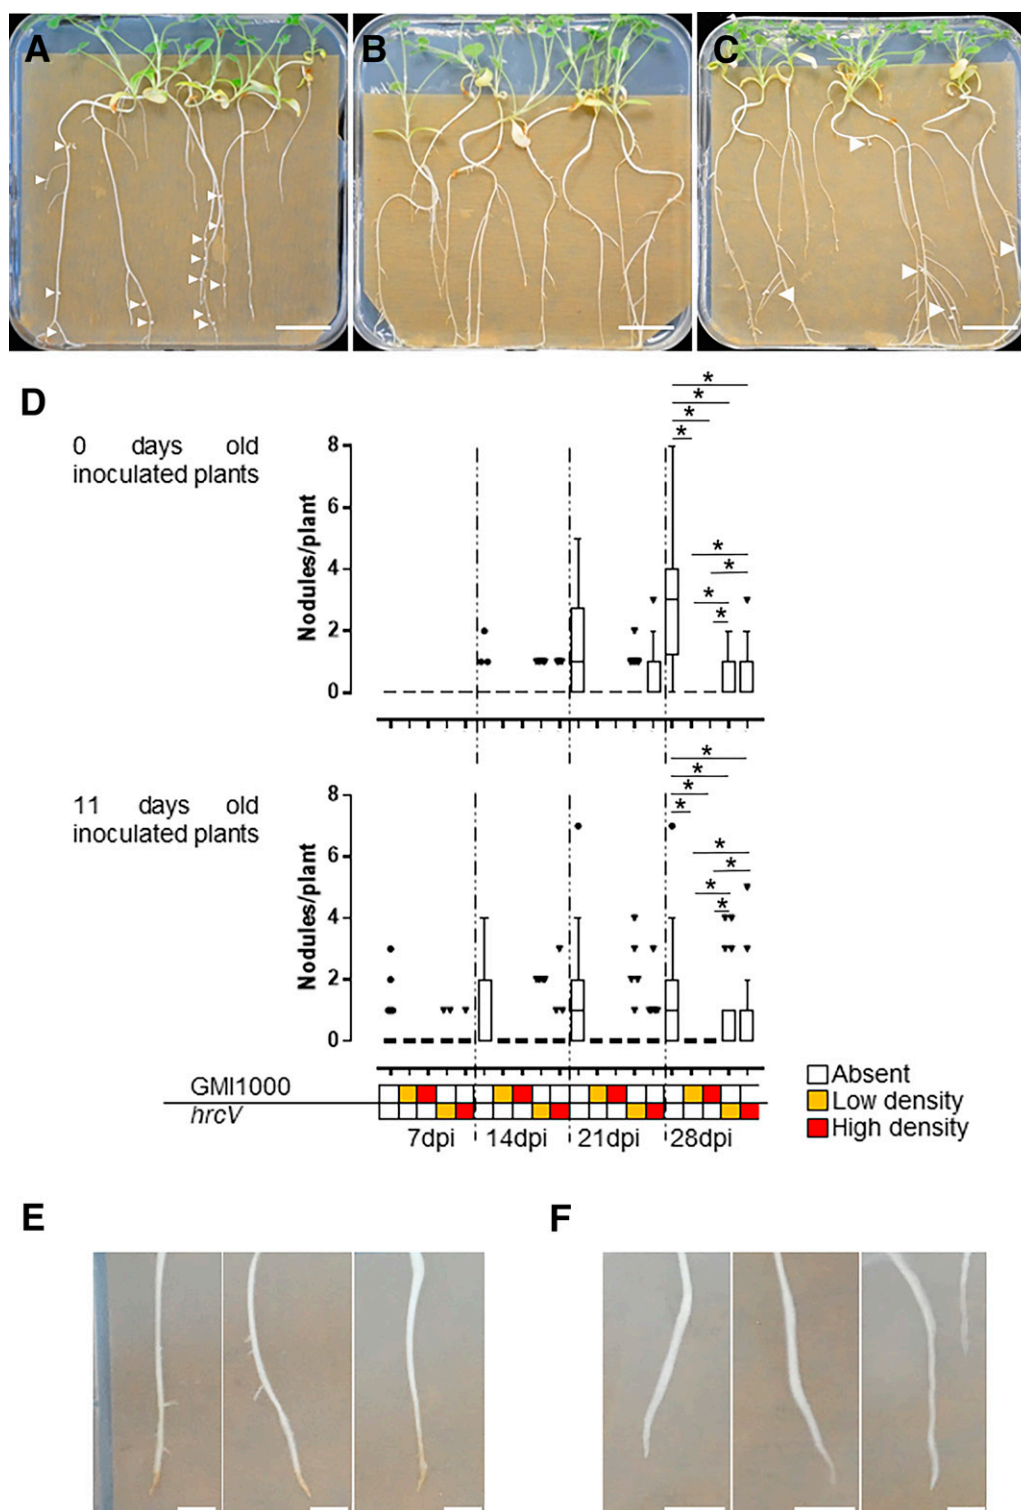 A
B
C
D
0 days old
inoculated plants
Nodules/plant
8
6
4
2
0
*
*
*
*
*
*
*
*
11 days old
inoculated plants
Nodules/plant
8
6
4
2
0
*
*
*
*
*
*
*
*
GMI1000
hrcV
7dpi 14dpi 21dpi 28dpi
Absent
Low density
High density
E
F